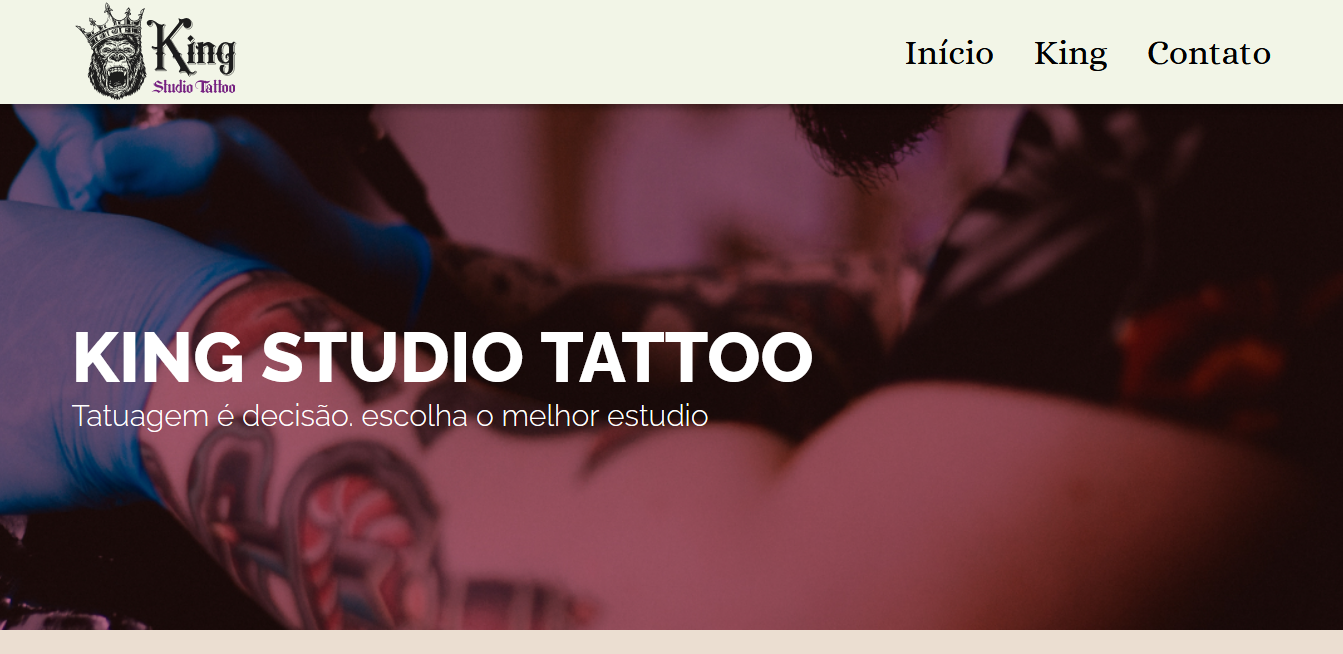 King
Studio Tattoo
Início King Contato
KING STUDIO TATTOO
Tatuagem é decisão. escolha o melhor estudio